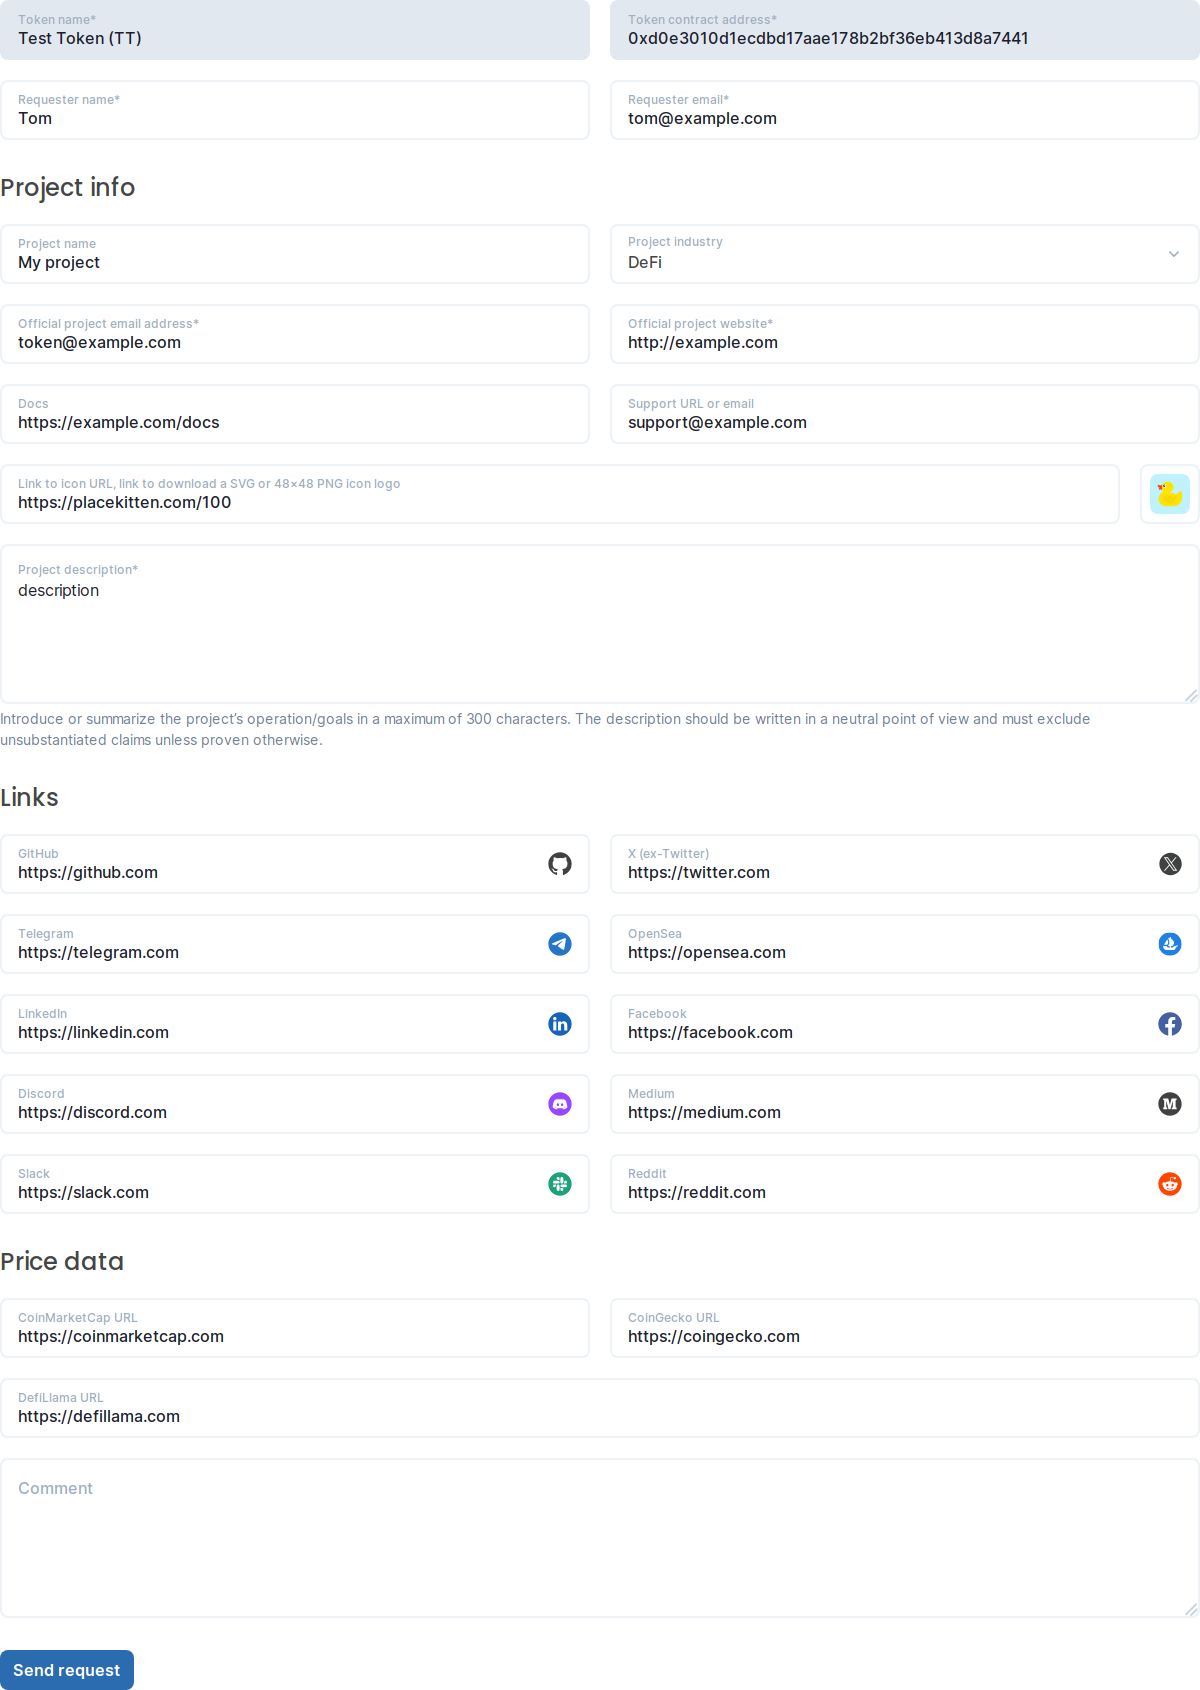 Token name*
Test Token (TT)
Token contract address*
0xd0e3010d1ecdbd17aae178b2bf36eb413d8a7441
Requester name*
Tom
Requester email*
tom@example.com
Project info
Project name
My project
Project industry
DeFi
Official project email address*
token@example.com
Official project website*
http://example.com
Docs
https://example.com/docs
Support URL or email
support@example.com
Link to icon URL, link to download a SVG or 48×48 PNG icon logo
https://placekitten.com/100
Project description*
description
Introduce or summarize the project’s operation/goals in a maximum of 300 characters. The description should be written in a neutral point of view and must exclude
unsubstantiated claims unless proven otherwise.
Links
GitHub
https://github.com
X (ex-Twitter)
https://twitter.com
Telegram
https://telegram.com
OpenSea
https://opensea.com
LinkedIn
https://linkedin.com
Facebook
https://facebook.com
Discord
https://discord.com
Medium
https://medium.com
Slack
https://slack.com
Reddit
https://reddit.com
Price data
CoinMarketCap URL
https://coinmarketcap.com
CoinGecko URL
https://coingecko.com
DefiLlama URL
https://defillama.com
Comment
Send request